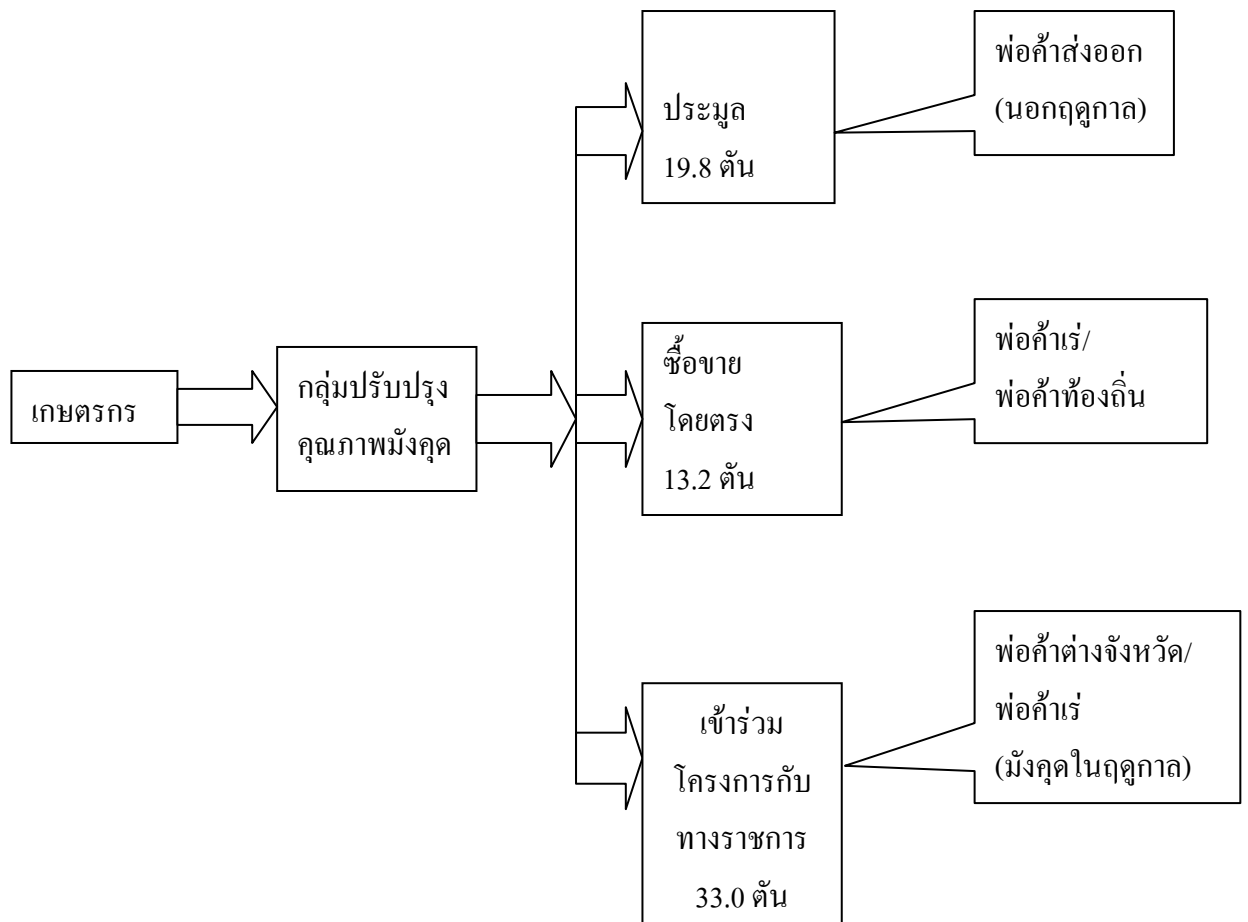 เกษตรกร
กลุ่มปรับปรุง
คุณภาพมังคุด
ประมูล
19.8 ตัน
พ่อค้าส่งออก
(นอกฤดูกาล)
ซื้อขาย
โดยตรง
13.2 ตัน
พ่อค้าเร่/
พ่อค้าท้องถิ่น
เข้าร่วม
โครงการกับ
ทางราชการ
33.0 ตัน
พ่อค้าต่างจังหวัด/
พ่อค้าเร่
(มังคุดในฤดูกาล)